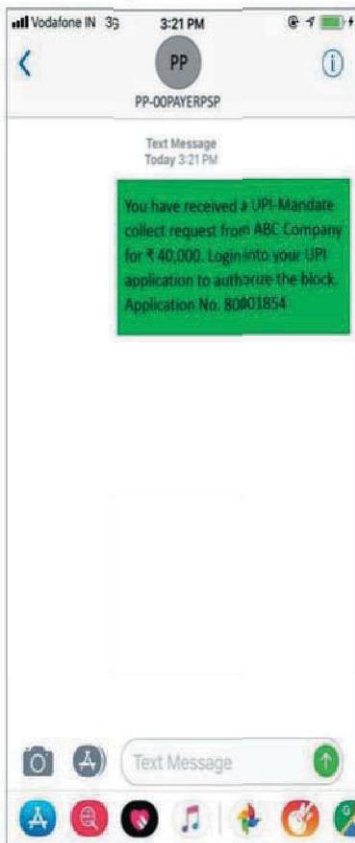 Vodafone IN 3G 3:21 PM
PP
PP-00PAYERPSP
Text Message
Today 3:21 PM
You have received a UPI-Mandate
collect request from ABC Company
for ₹ 40,000. Login into your UPI
application to authorize the block.
Application No. 80801854
Text Message